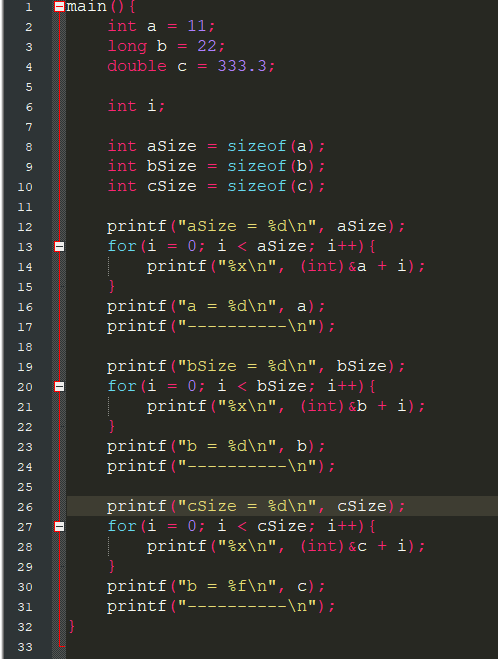 1 main(){
2 int a = 11;
3 long b = 22;
4 double c = 333.3;
5
6 int i;
7
8 int aSize = sizeof(a);
9 int bSize = sizeof(b);
10 int cSize = sizeof(c);
11
12 printf("aSize = %d\n", aSize);
13 for(i = 0; i < aSize; i++){
14 printf("%x\n", (int)&a + i);
15 }
16 printf("a = %d\n", a);
17 printf("----------\n");
18
19 printf("bSize = %d\n", bSize);
20 for(i = 0; i < bSize; i++){
21 printf("%x\n", (int)&b + i);
22 }
23 printf("b = %d\n", b);
24 printf("----------\n");
25
26 printf("cSize = %d\n", cSize);
27 for(i = 0; i < cSize; i++){
28 printf("%x\n", (int)&c + i);
29 }
30 printf("b = %f\n", c);
31 printf("----------\n");
32 }
33